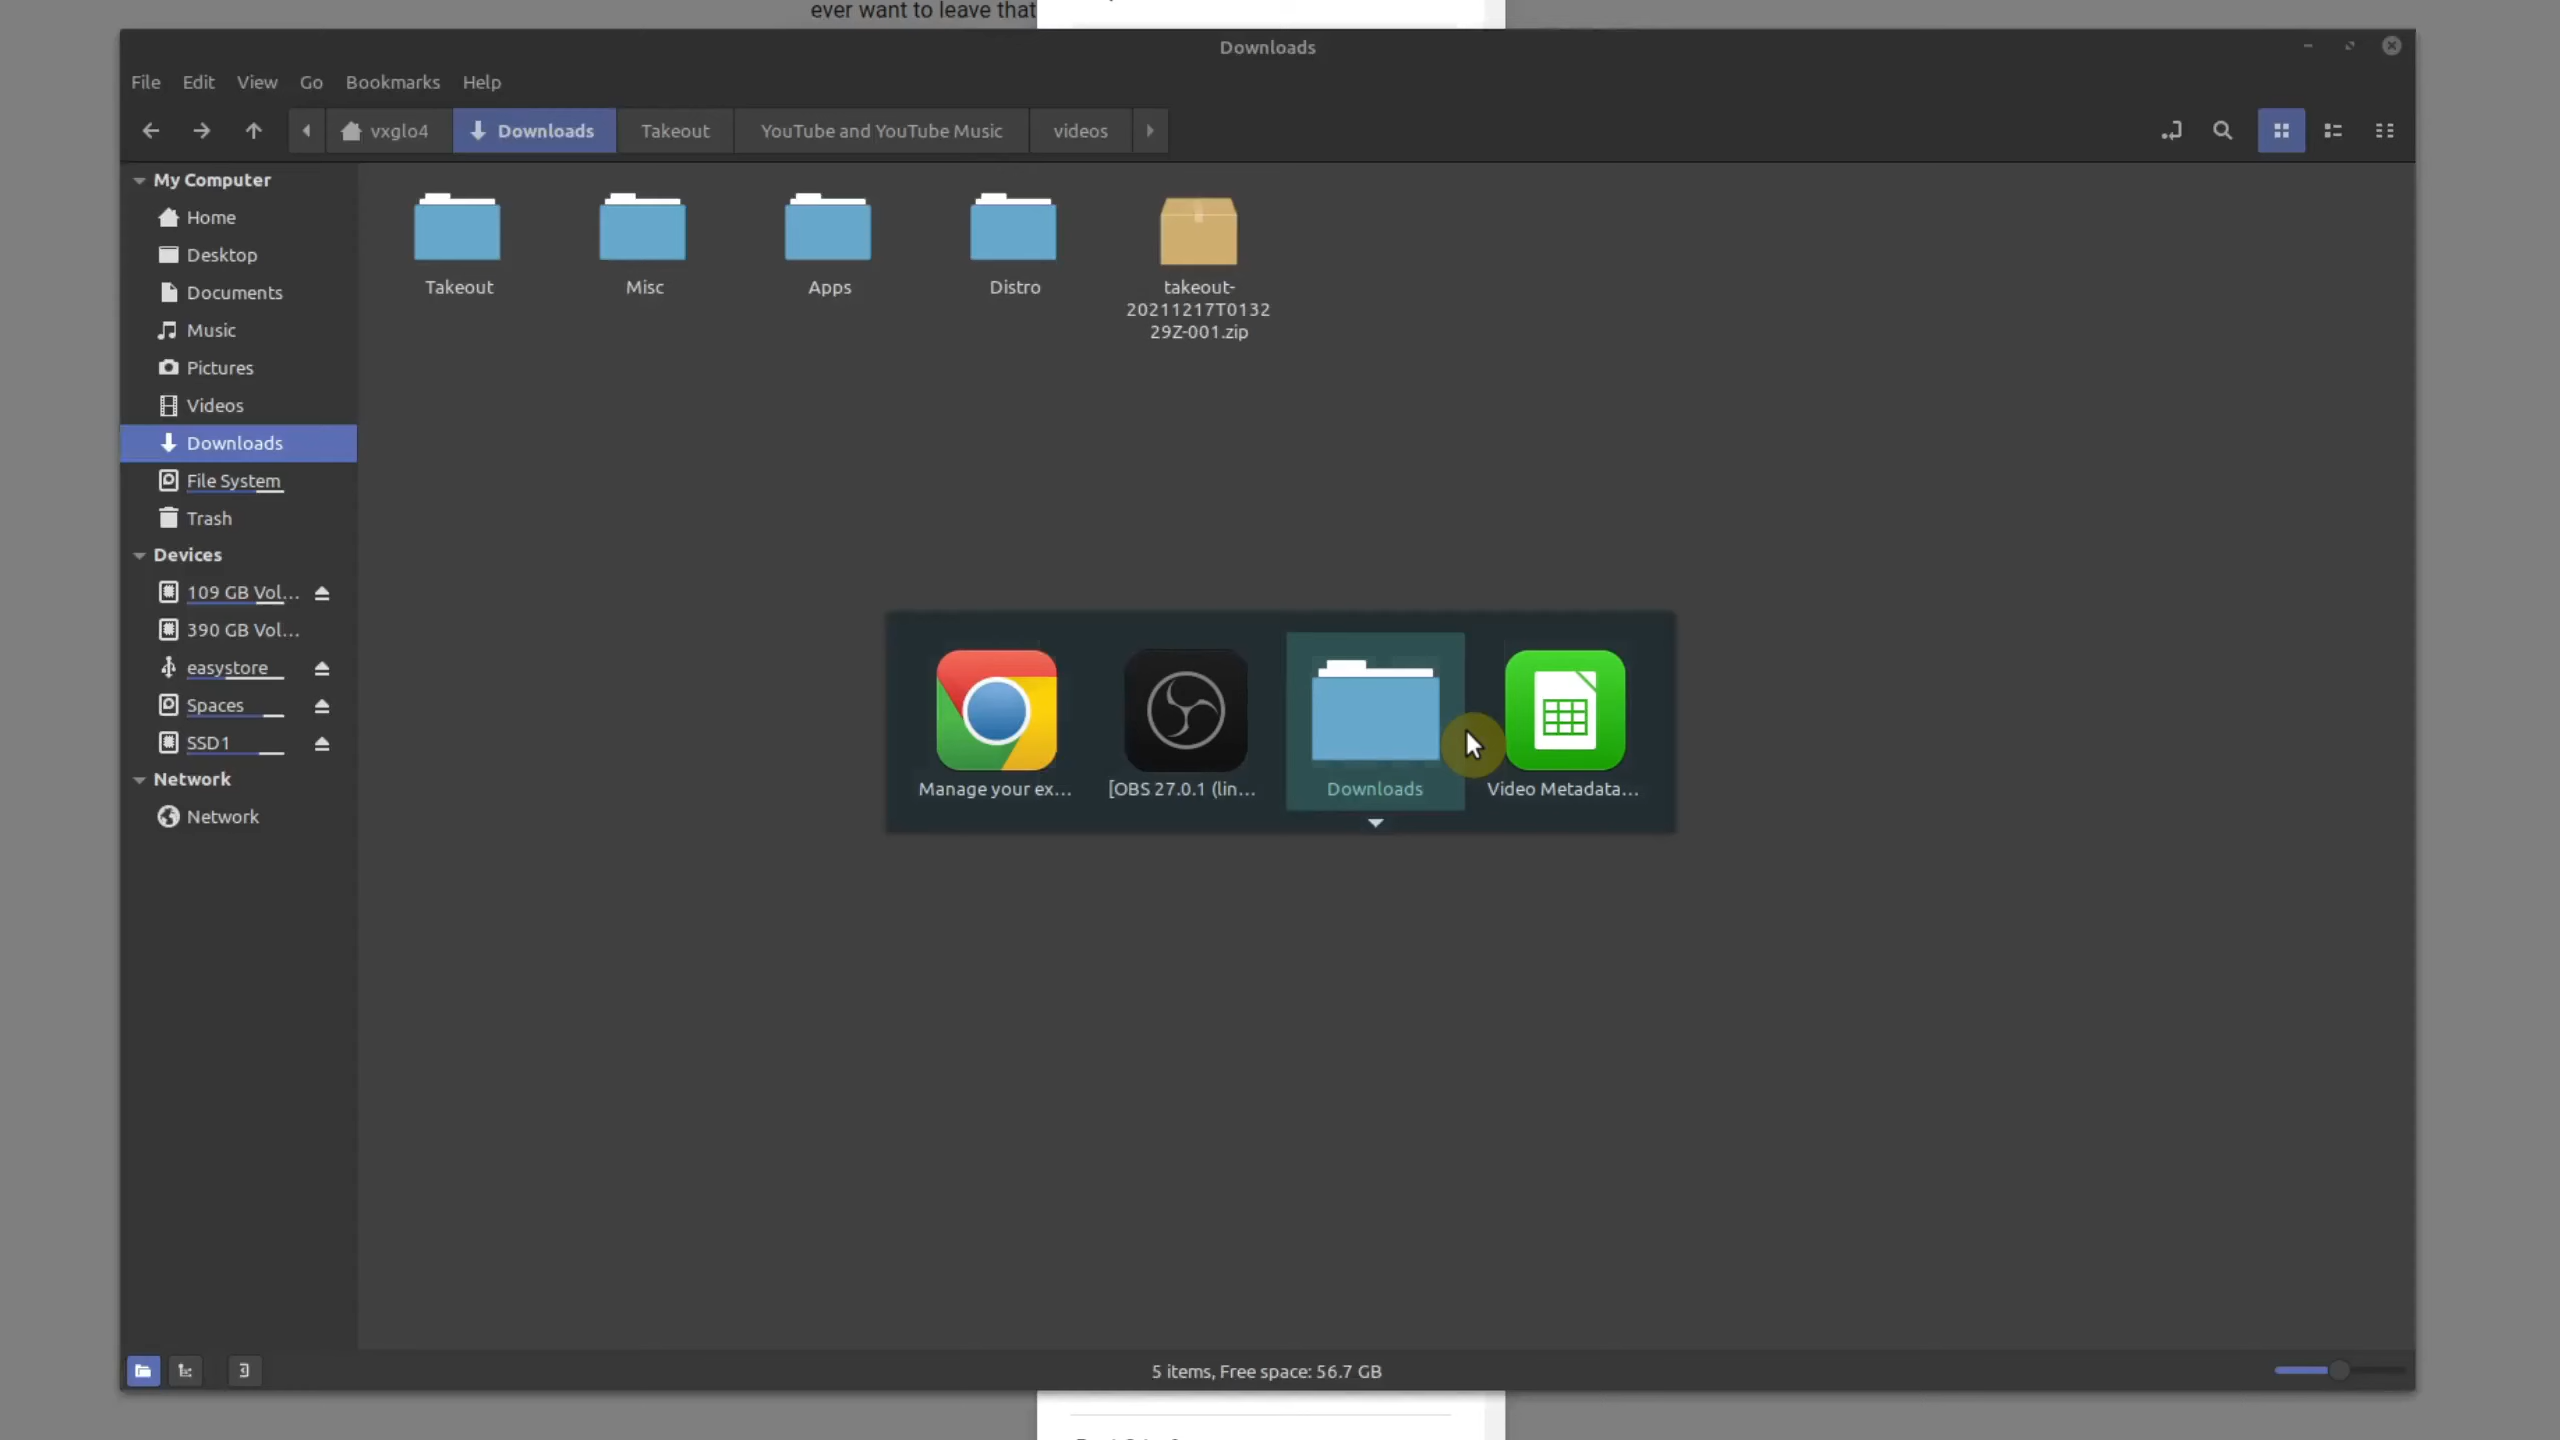 ever want to leave that
Downloads
File Edit View Go Bookmarks Help
vxglo4 Downloads Takeout YouTube and YouTube Music videos
My Computer
Home
Desktop
Documents
Music
Pictures
Videos
Downloads
File System
Trash
Devices
109 GB Vol...
390 GB Vol...
easystore
Spaces
SSD1
Network
Network
Takeout
Misc
Apps
Distro
takeout-
20211217T0132
29Z-001.zip
Manage your ex...
[OBS 27.0.1 (lin...
Downloads
Video Metadata...
5 items, Free space: 56.7 GB